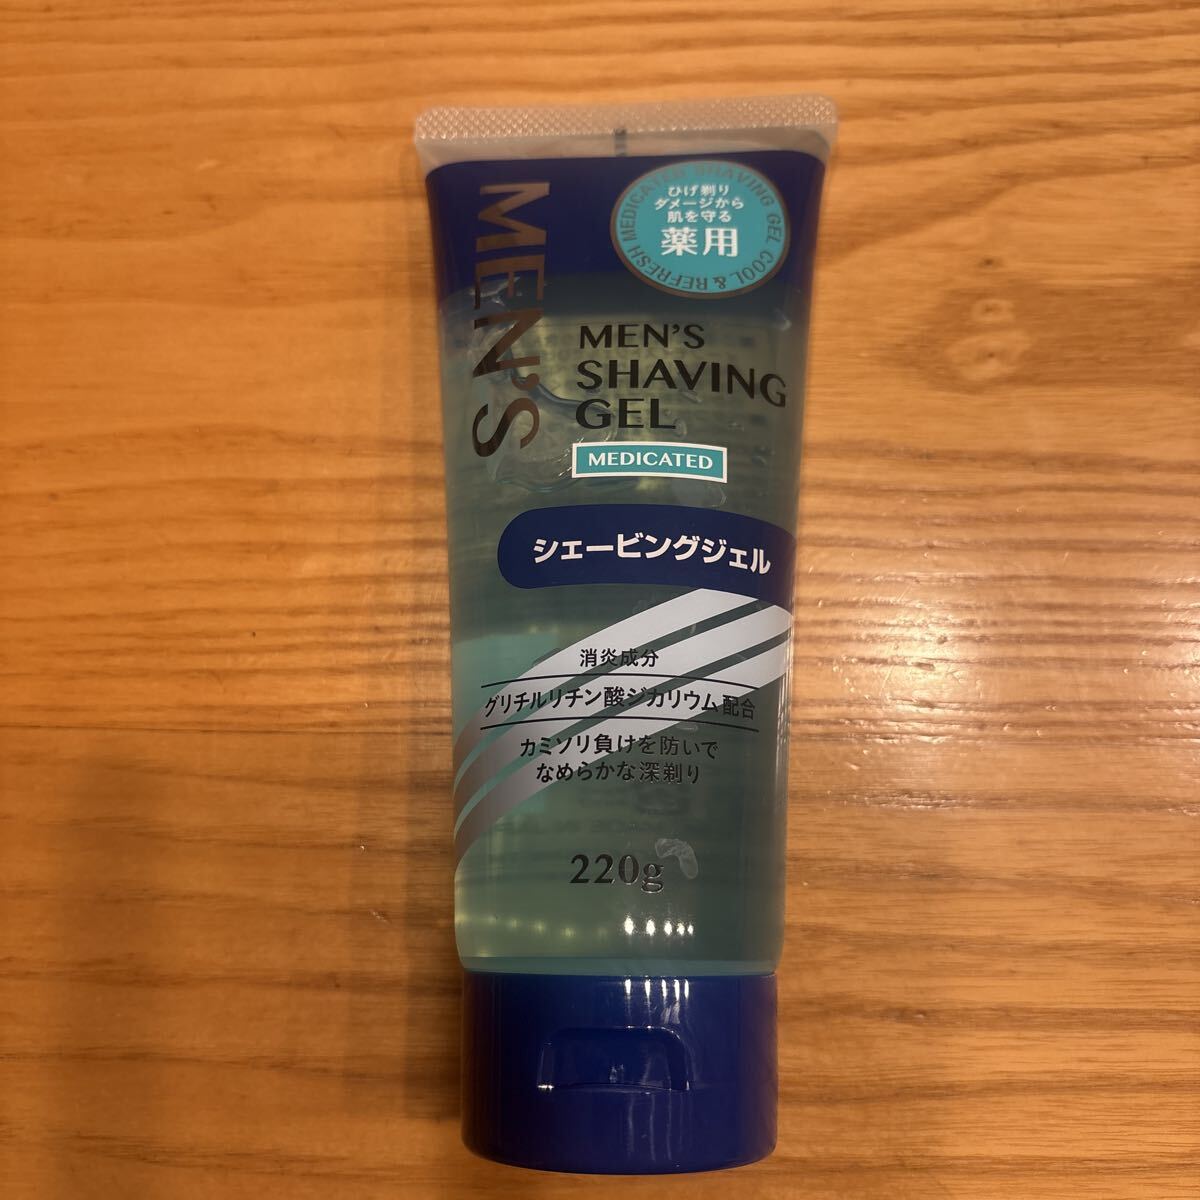 MEN'S
MEDICATED SHAVING GEL COOL & REFRESH
ひげ剃り
ダメージから
肌を守る
薬用
MEN'S
SHAVING
GEL
MEDICATED
シェービングジェル
消炎成分
グリチルリチン酸ジカリウム配合
カミソリ負けを防いで
なめらかな深剃り
220g